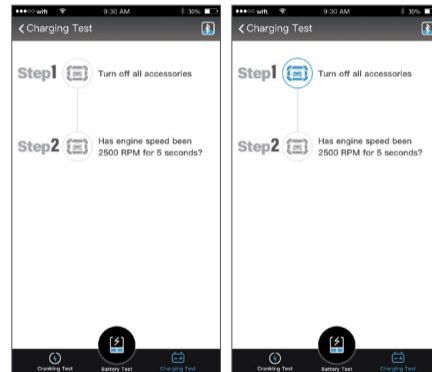 wifi 9:30 AM 30%
Charging Test
Step1 Turn off all accessories
Step2 Has engine speed been
2500 RPM for 5 seconds?
Cranking Test Battery Test Charging Test
wifi 9:30 AM 30%
Charging Test
Step1 Turn off all accessories
Step2 Has engine speed been
2500 RPM for 5 seconds?
Cranking Test Battery Test Charging Test